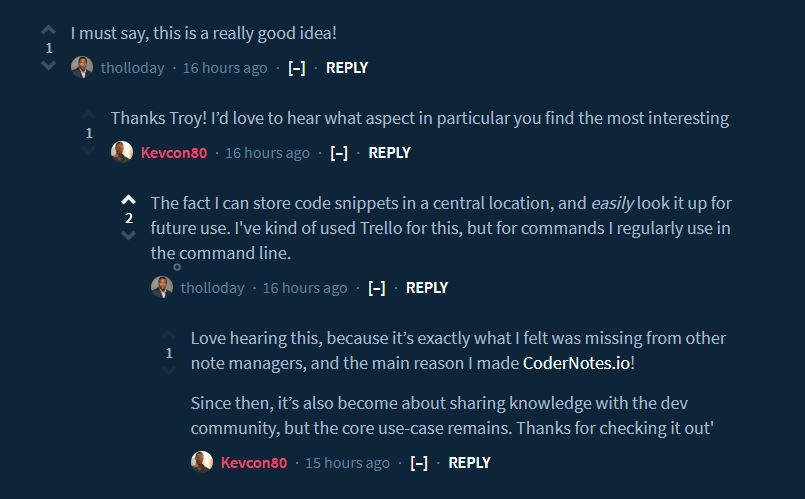 I must say, this is a really good idea!
1
tholloday · 16 hours ago · [–] · REPLY
Thanks Troy! I’d love to hear what aspect in particular you find the most interesting
1
Kevcon80 · 16 hours ago · [–] · REPLY
The fact I can store code snippets in a central location, and easily look it up for
2
future use. I've kind of used Trello for this, but for commands I regularly use in
the command line.
tholloday · 16 hours ago · [–] · REPLY
Love hearing this, because it’s exactly what I felt was missing from other
1
note managers, and the main reason I made CoderNotes.io!
Since then, it’s also become about sharing knowledge with the dev
community, but the core use-case remains. Thanks for checking it out'
Kevcon80 · 15 hours ago · [–] · REPLY